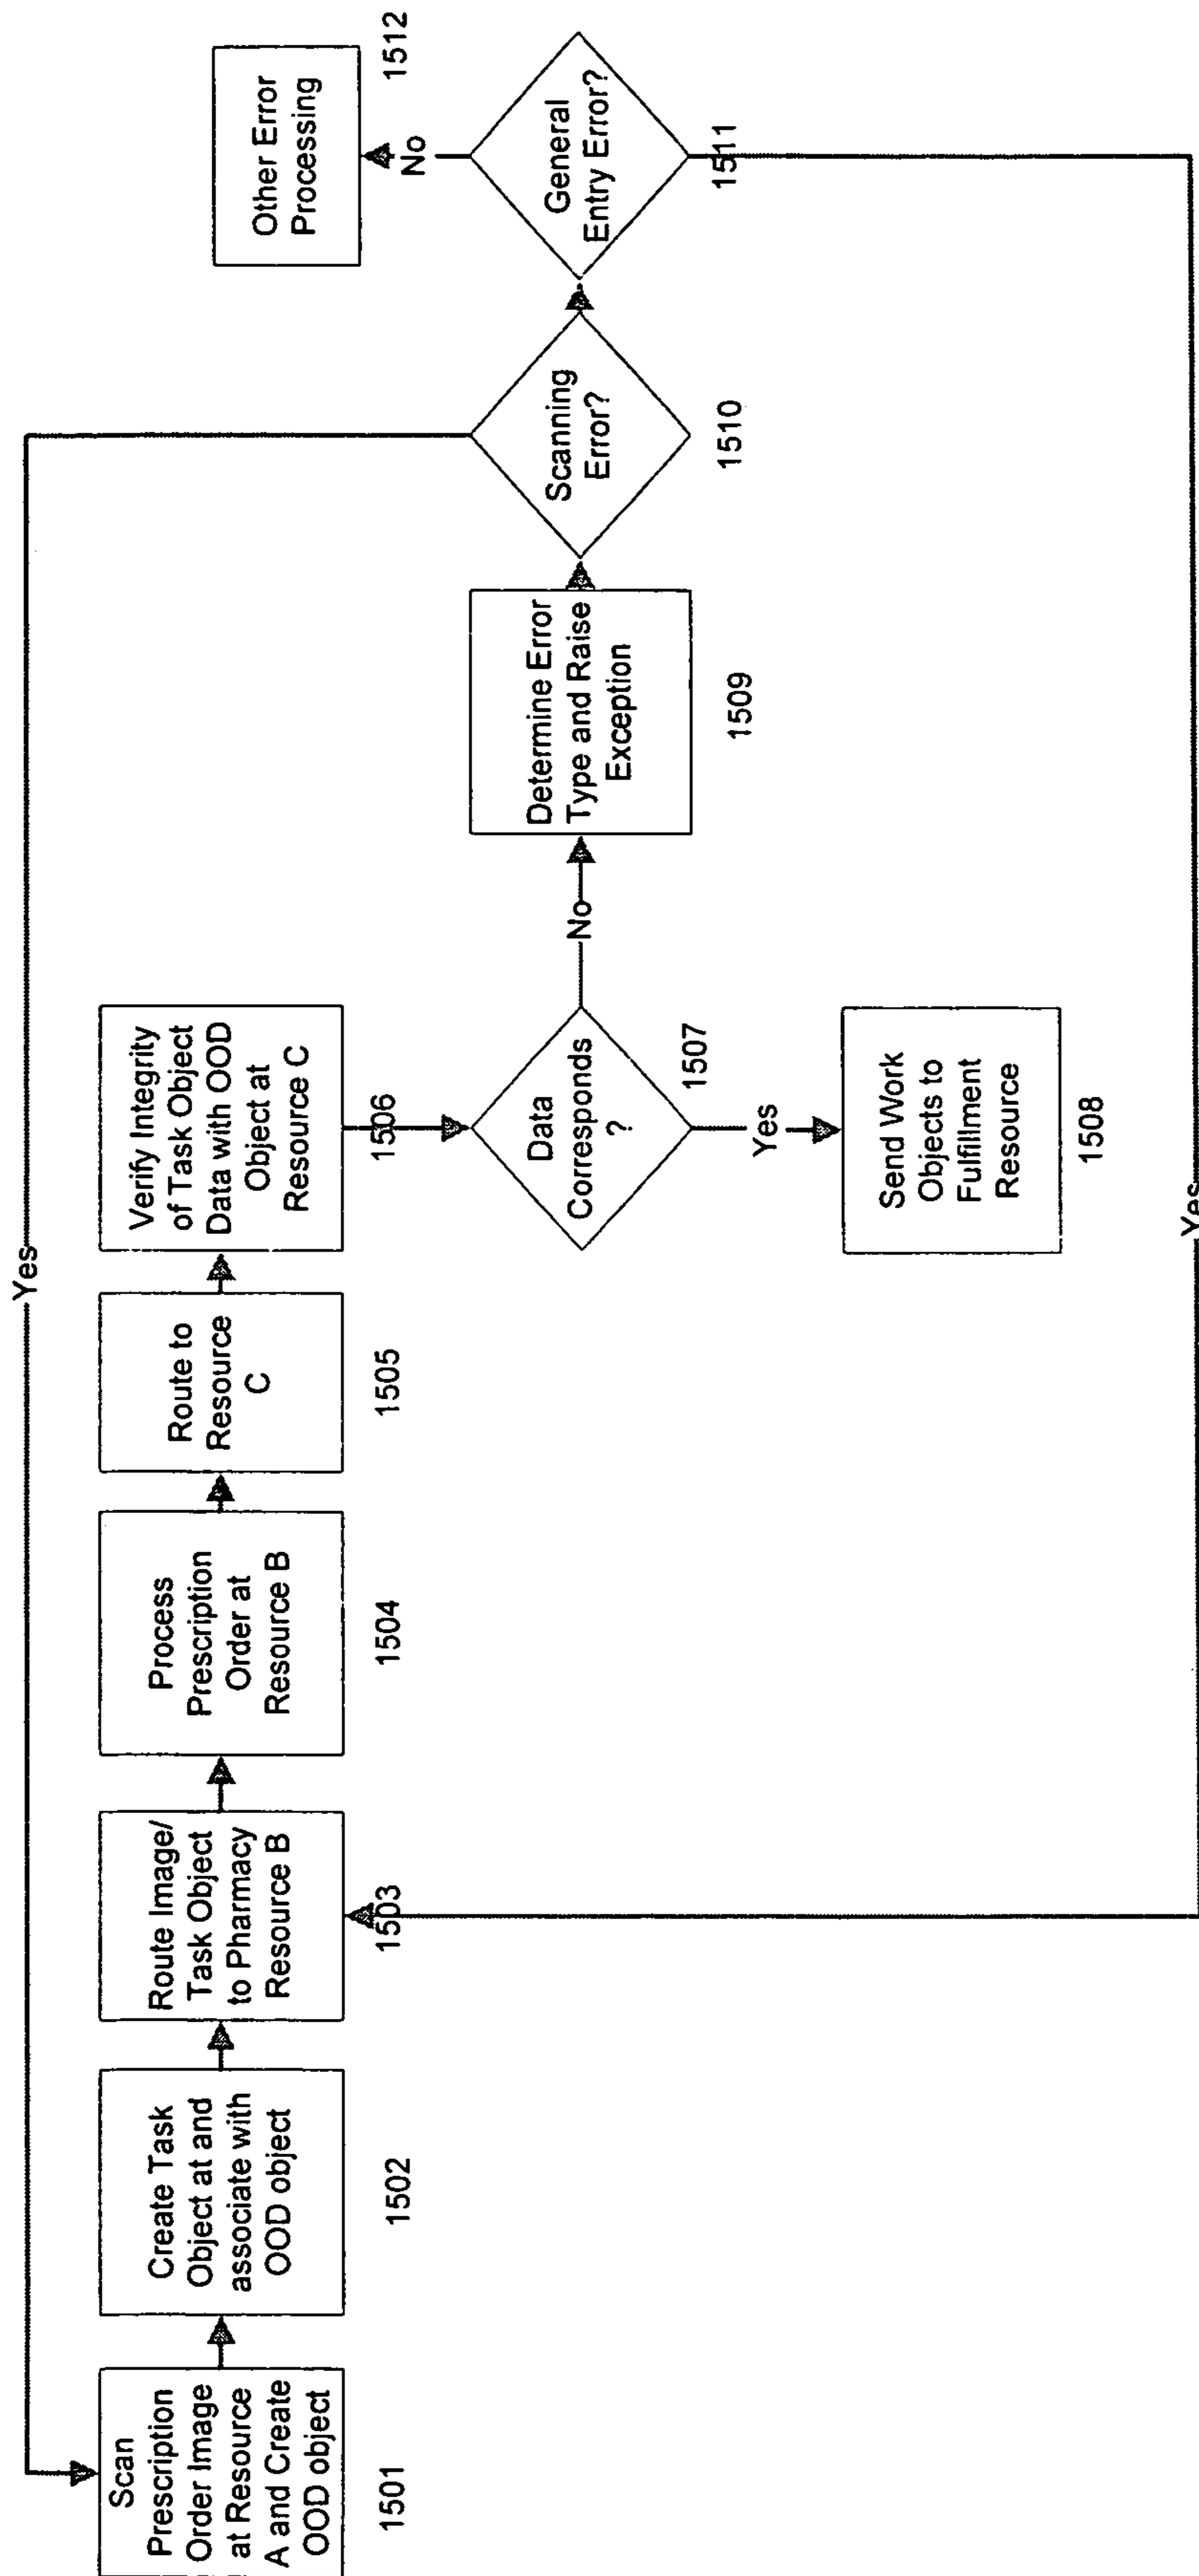 Yes
Scan
Prescription
Order Image
at Resource
A and Create
OOD object
1501
Create Task
Object at and
associate with
OOD object
1502
Route Image/
Task Object
to Pharmacy
Resource B
1503
Process
Prescription
Order at
Resource B
1504
Route to
Resource
C
1505
Verify Integrity
of Task Object
Data with OOD
Object at
Resource C
1506
Data
Corresponds
?
1507
Yes
Send Work
Objects to
Fulfillment
Resource
1508
No
Determine Error
Type and Raise
Exception
1509
Scanning
Error?
1510
General
Entry Error?
1511
No
Other Error
Processing
1512
Yes